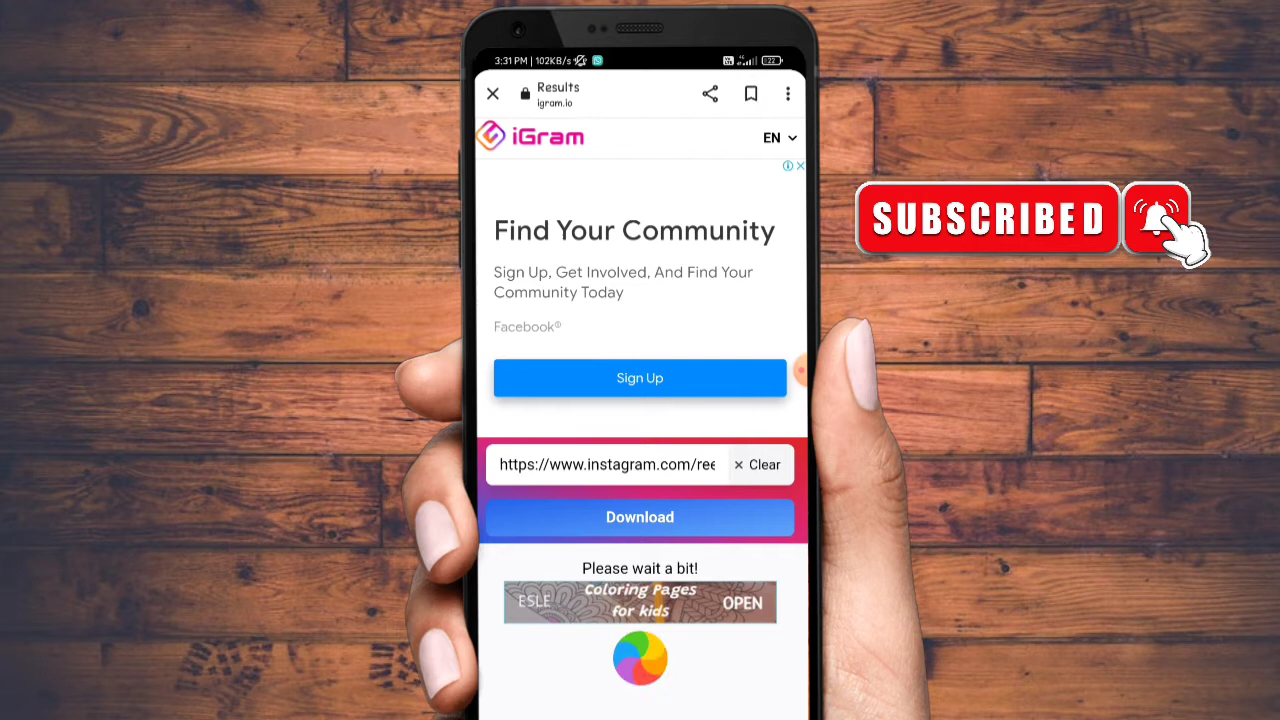 3:31 PM | 102KB/s
22
Results
igram.io
iGram
EN
Find Your Community
Sign Up, Get Involved, And Find Your
Community Today
Facebook®
Sign Up
SUBSCRIBED
https://www.instagram.com/ree
× Clear
Download
Please wait a bit!
ESLE
Coloring Pages
for kids
OPEN